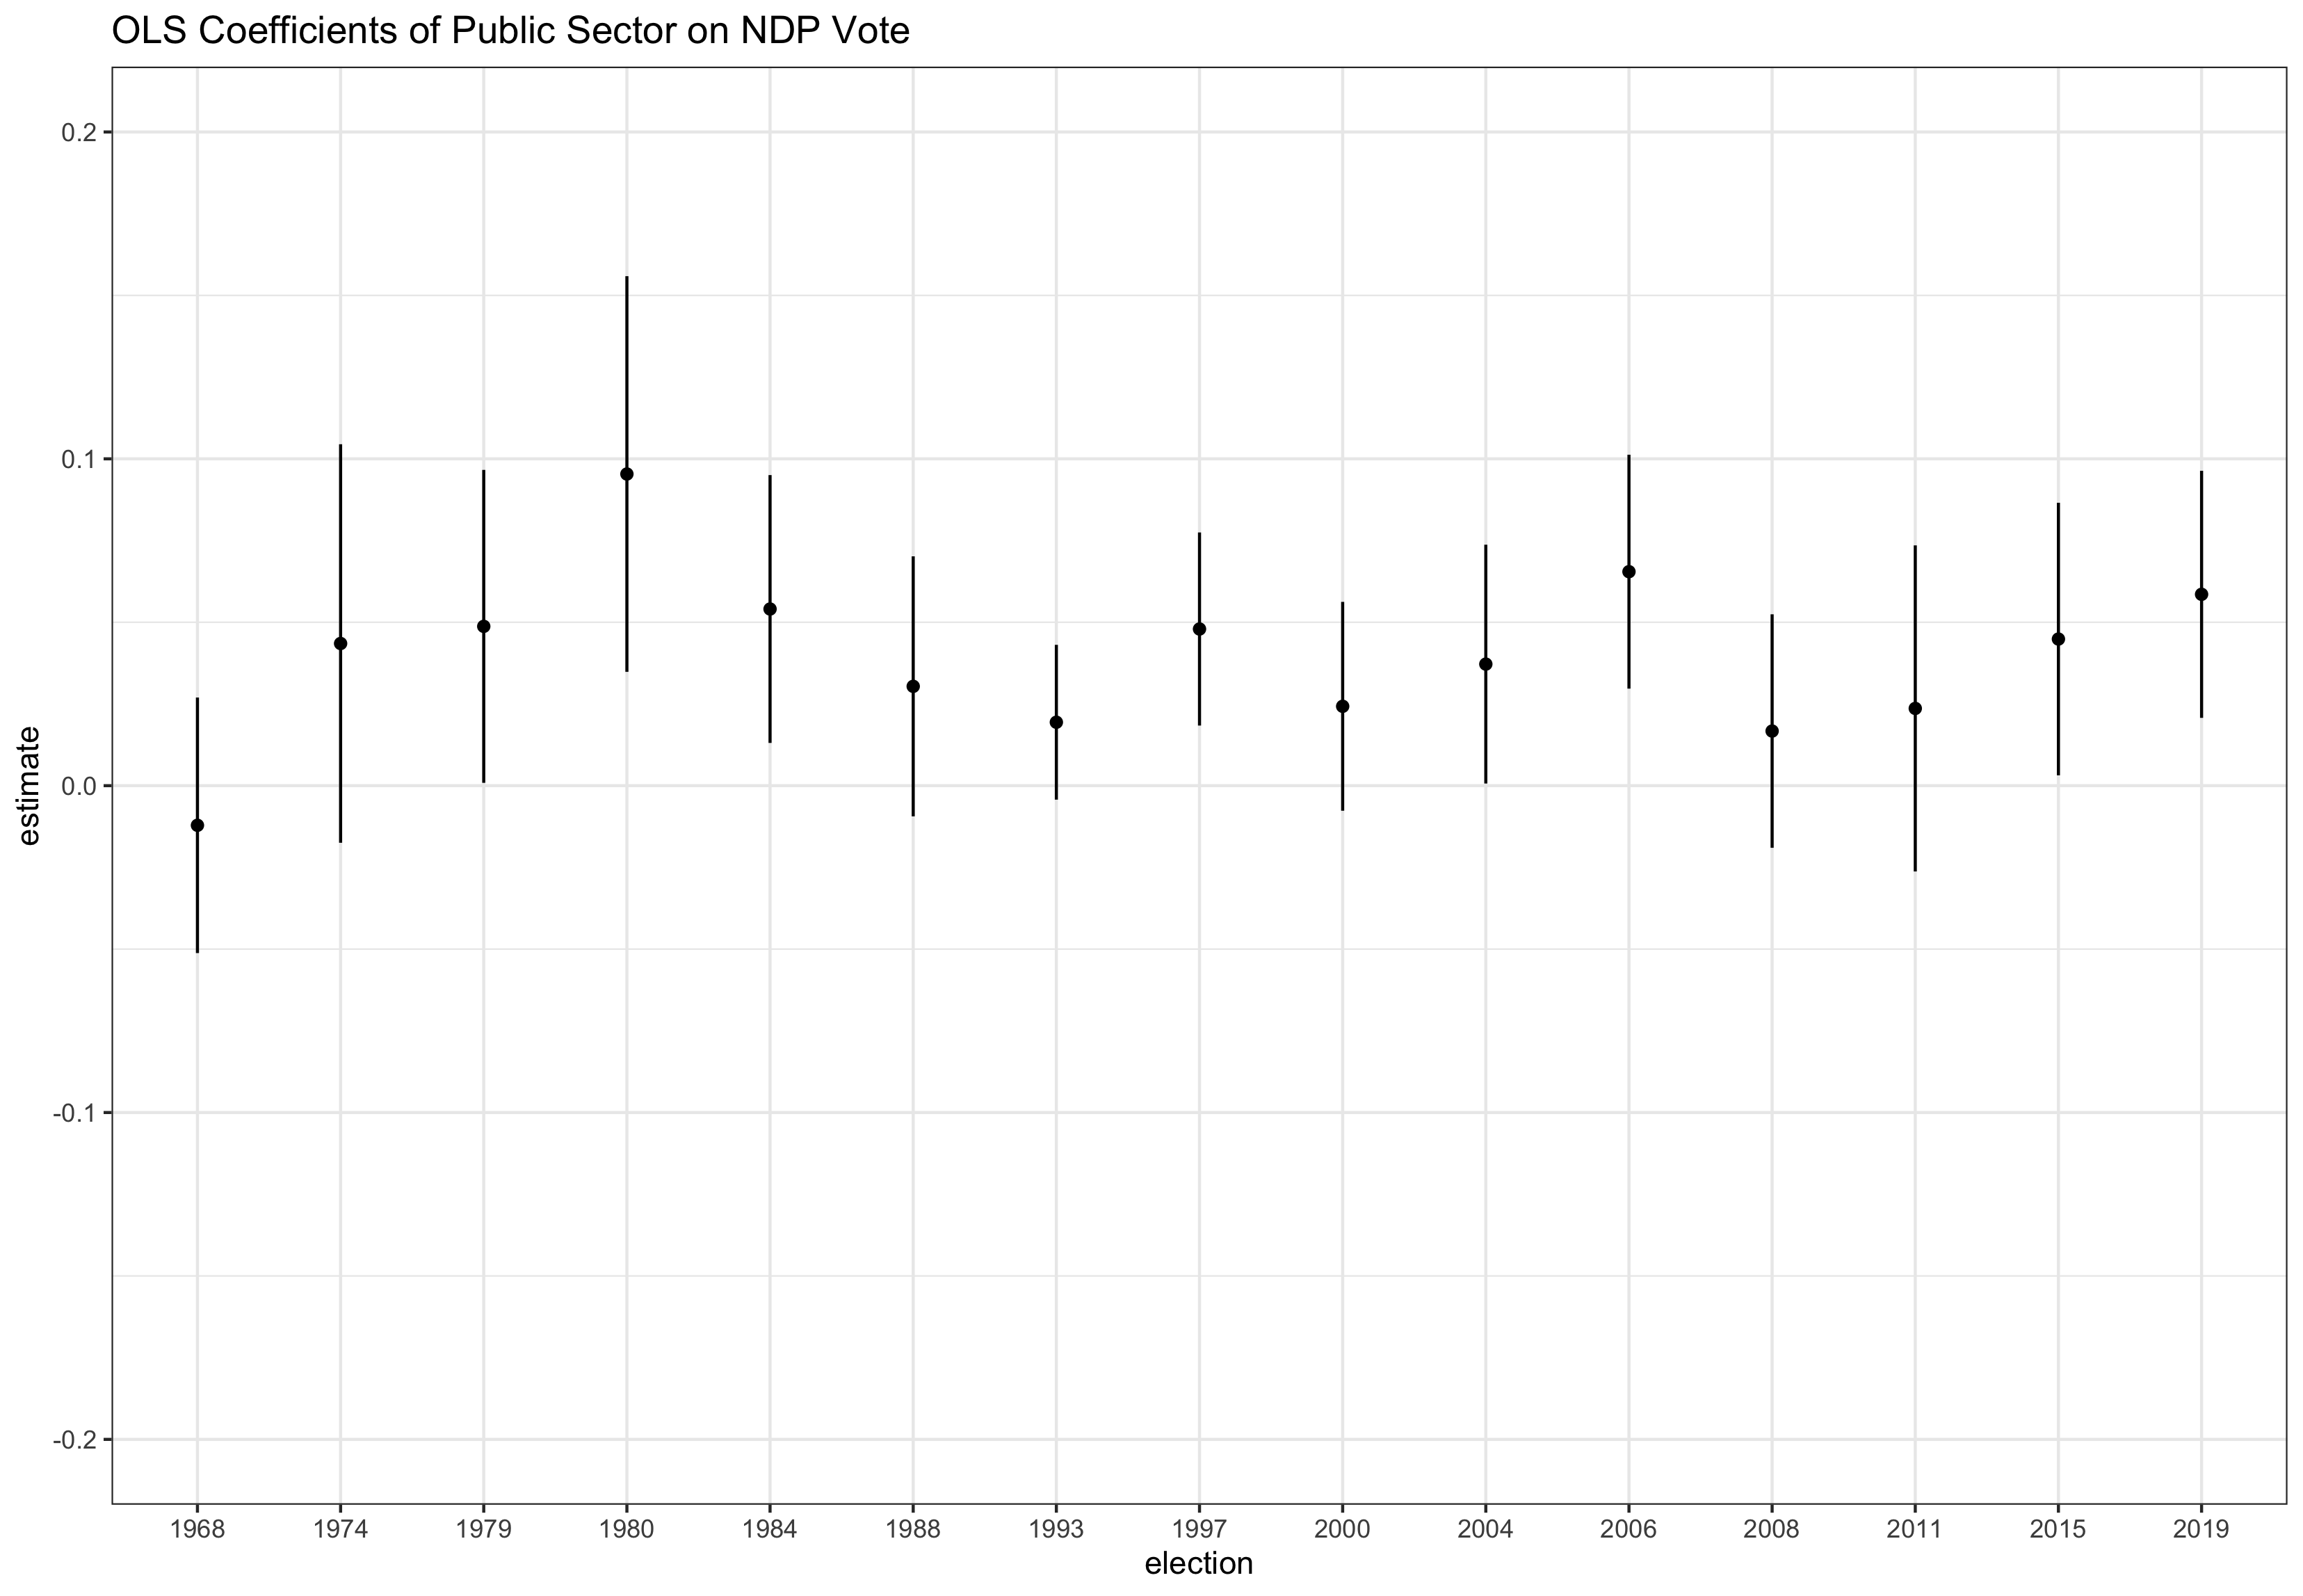 OLS Coefficients of Public Sector on NDP Vote
0.2
0.1
0.0
-0.1
-0.2
estimate
1968 1974 1979 1980 1984 1988 1993 1997 2000 2004 2006 2008 2011 2015 2019
election